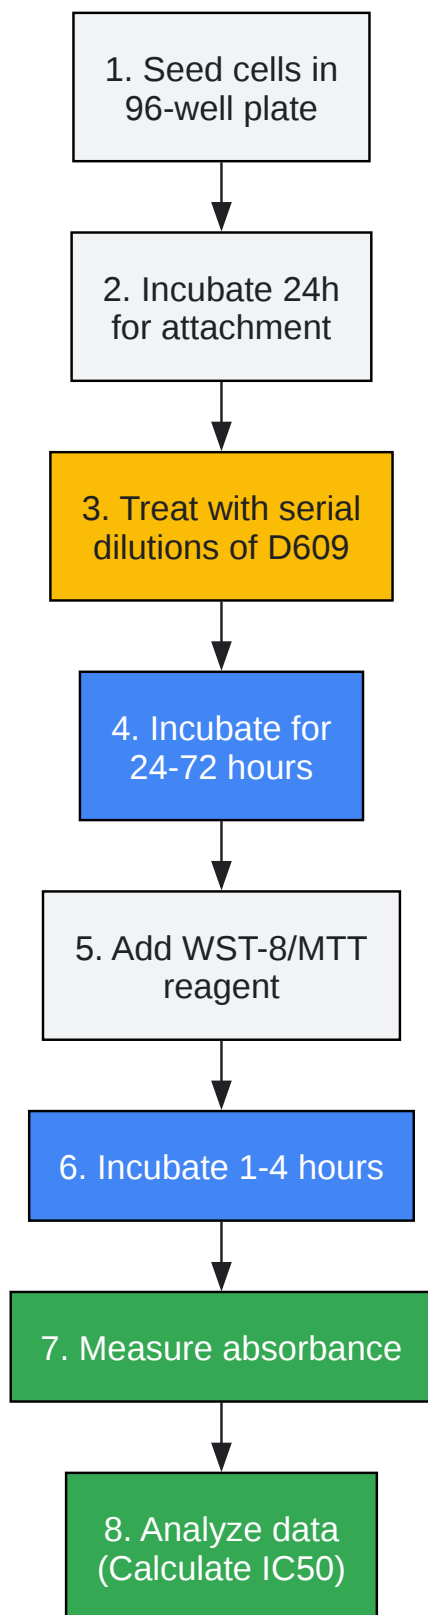 1. Seed cells in
96-well plate
2. Incubate 24h
for attachment
3. Treat with serial
dilutions of D609
4. Incubate for
24-72 hours
5. Add WST-8/MTT
reagent
6. Incubate 1-4 hours
7. Measure absorbance
8. Analyze data
(Calculate IC50)